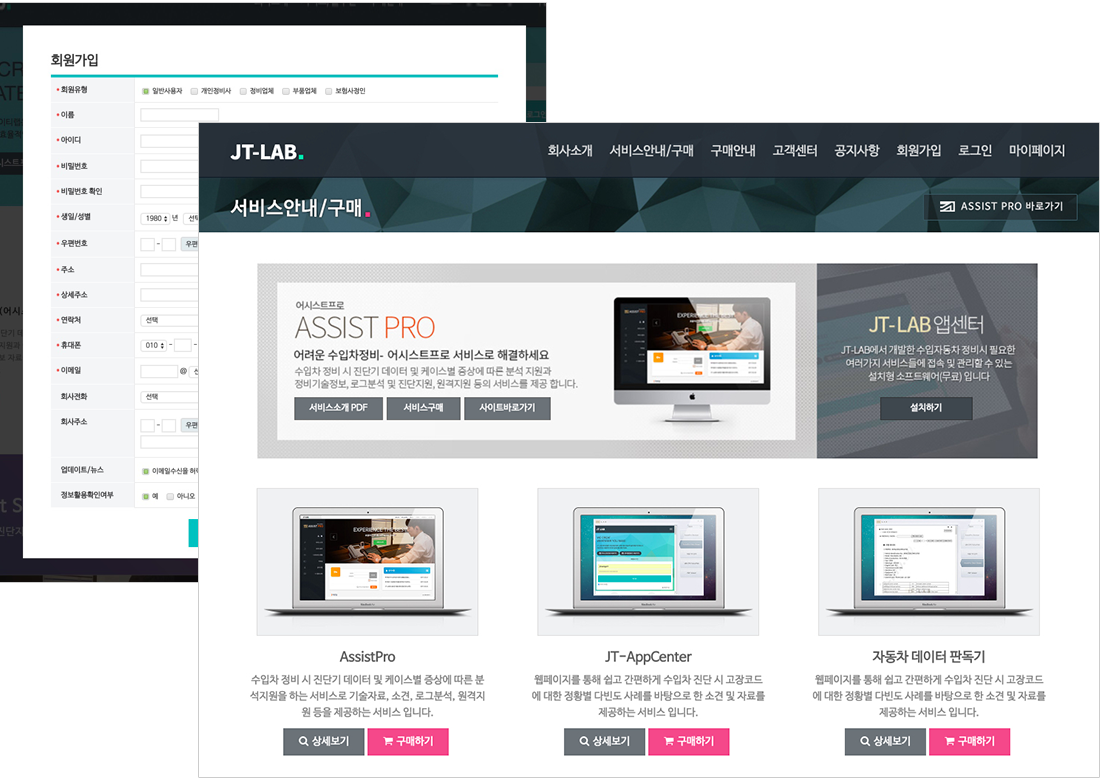 회원가입
• 회원유형 일반사용자 개인정비사 정비업체 부품업체 보험사정인
• 이름
• 아이디
• 비밀번호
• 비밀번호 확인
• 생일/성별 1980 년
• 우편번호 -
• 주소
• 상세주소
• 연락처 선택
• 휴대폰 010 - -
• 이메일 @
회사전화 선택
회사주소 -
업데이트/뉴스
정보활용확인여부 예 아니오
JT-LAB.
회사소개 서비스안내/구매 구매안내 고객센터 공지사항 회원가입 로그인 마이페이지
서비스안내/구매.
ASSIST PRO 바로가기
어시스트프로
ASSIST PRO
어려운 수입차정비- 어시스트프로 서비스로 해결하세요
수입차 정비 시 진단기 데이터 및 케이스별 증상에 따른 분석 지원과
정비기술정보, 로그분석 및 진단지원, 원격지원 등의 서비스를 제공 합니다.
서비스소개 PDF 서비스구매 사이트바로가기
JT-LAB 앱센터
JT-LAB에서 개발한 수입자동차 정비시 필요한
여러가지 서비스들에 접속 및 관리할 수 있는
설치형 소프트웨어(무료) 입니다
설치하기
AssistPro
수입차 정비 시 진단기 데이터 및 케이스별 증상에 따른 분
석지원을 하는 서비스로 기술자료, 소견, 로그분석, 원격지
원 등을 제공하는 서비스 입니다.
상세보기 구매하기
JT-AppCenter
웹페이지를 통해 쉽고 간편하게 수입차 진단 시 고장코드
에 대한 정황별 다빈도 사례를 바탕으로 한 소견 및 자료를
제공하는 서비스 입니다.
상세보기 구매하기
자동차 데이터 판독기
웹페이지를 통해 쉽고 간편하게 수입차 진단 시 고장코드
에 대한 정황별 다빈도 사례를 바탕으로 한 소견 및 자료를
제공하는 서비스 입니다.
상세보기 구매하기